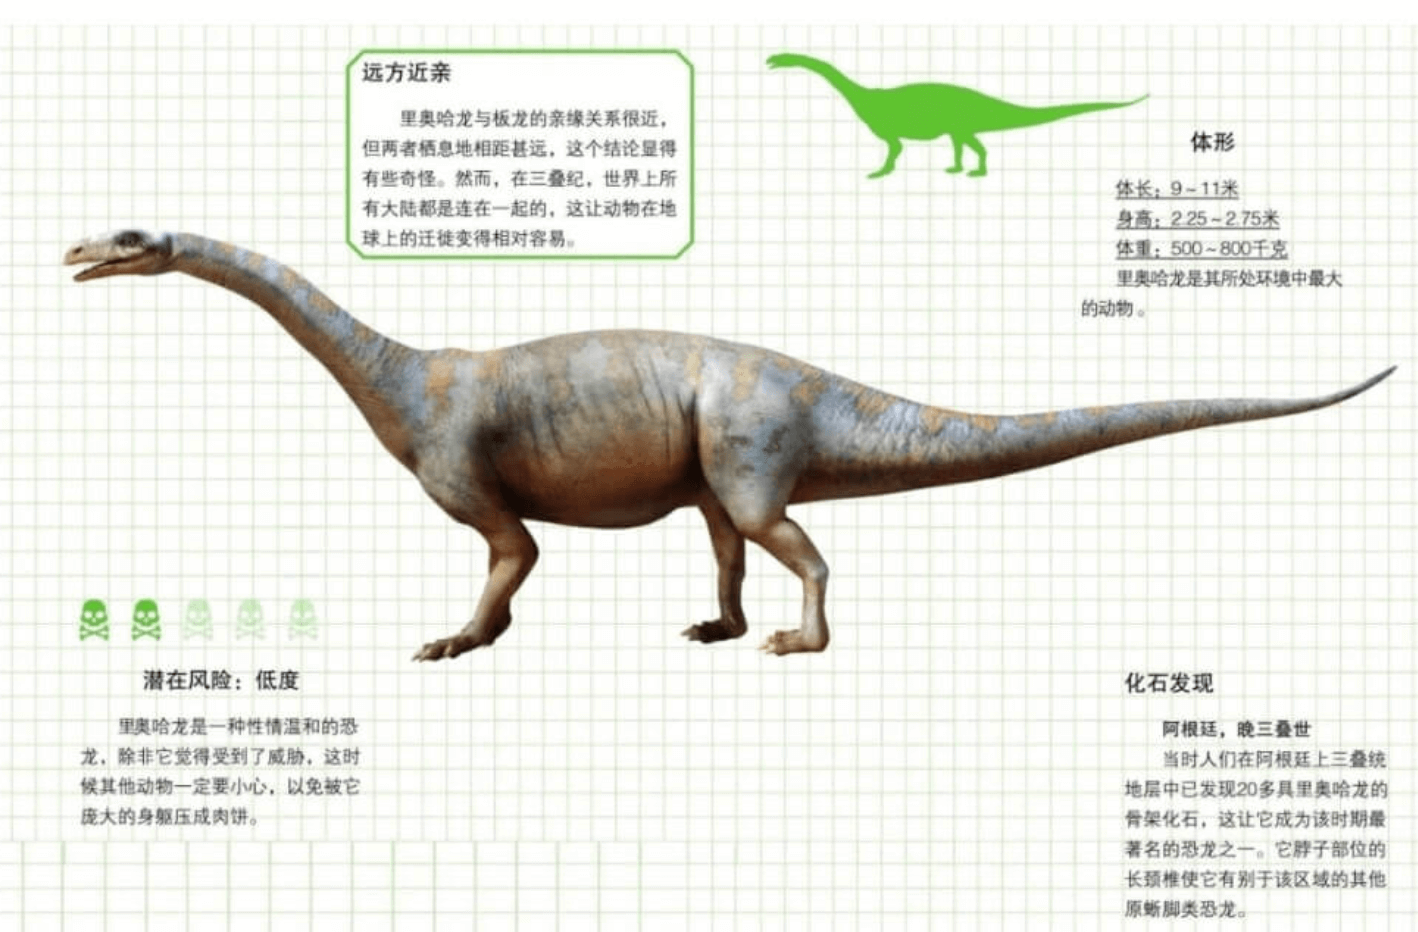 远方近亲
里奥哈龙与板龙的亲缘关系很近，
但两者栖息地相距甚远，这个结论显得
有些奇怪。然而，在三叠纪，世界上所
有大陆都是连在一起的，这让动物在地
球上的迁徙变得相对容易。
体形
体长：9～11米
身高：2.25～2.75米
体重：500～800千克
里奥哈龙是其所处环境中最大
的动物。
潜在风险：低度
里奥哈龙是一种性情温和的恐
龙，除非它觉得受到了威胁，这时
候其他动物一定要小心，以免被它
庞大的身躯压成肉饼。
化石发现
阿根廷，晚三叠世
当时人们在阿根廷上三叠统
地层中已发现20多具里奥哈龙的
骨架化石，这让它成为该时期最
著名的恐龙之一。它脖子部位的
长颈椎使它有别于该区域的其他
原蜥脚类恐龙。